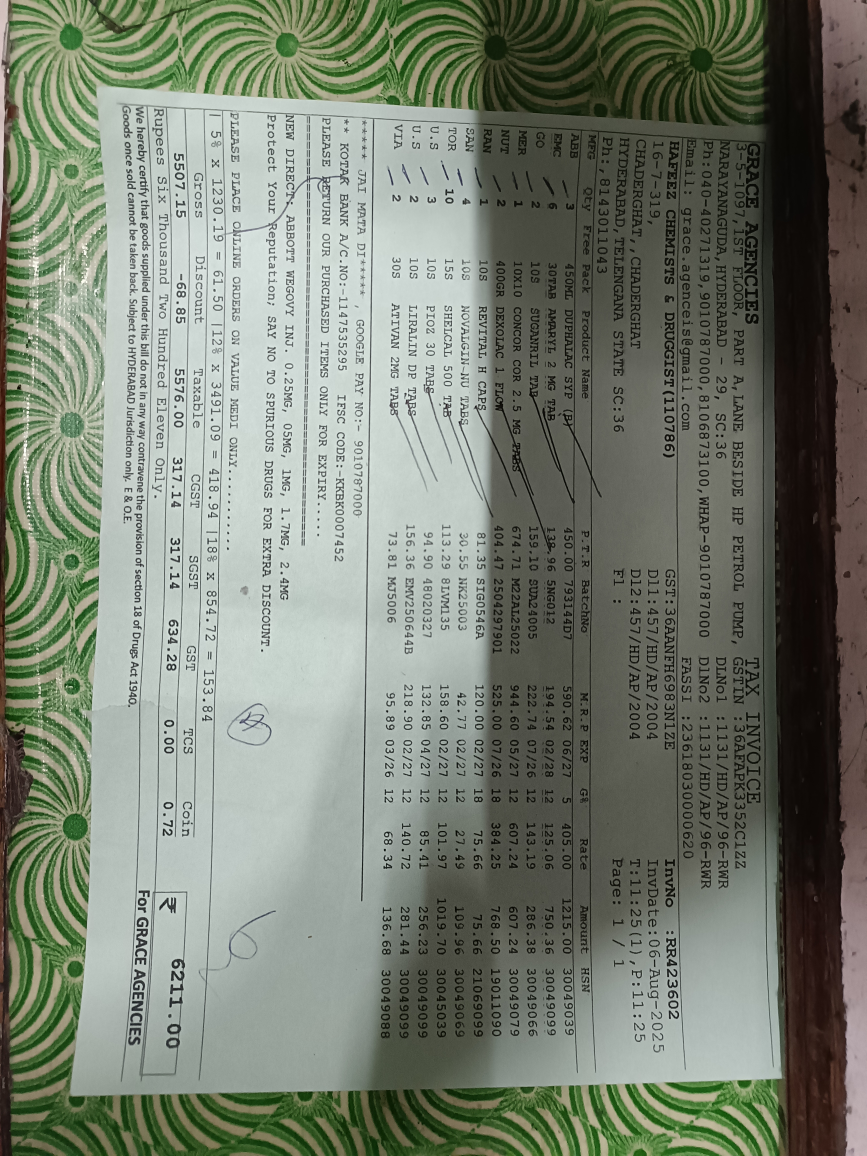 GRACE AGENCIES TAX INVOICE
3-5-1097,1ST FLOOR, PART A,LANE BESIDE HP PETROL PUMP, GSTIN :36AFAPK3352C1ZZ
NARAYANAGUDA,HYDERABAD - 29, SC:36 DLNo1 :1131/HD/AP/96-RWR
Ph:040-40271319,9010787000,8106873100,WHAP-9010787000 DlNo2 :1131/HD/AP/96-RWR
Email: grace.agenceis@gmail.com FASSI :23618030000620
HAFEEZ CHEMISTS & DRUGGIST(110786) GST:36AANFH6983N1ZE InvNo :RR423602
16-7-319, Dl1:457/HD/AP/2004 InvDate:06-Aug-2025
CHADERGHAT,,CHADERGHAT Dl2:457/HD/AP/2004 T:11:25(1),P:11:25
HYDERABAD,TELENGANA STATE SC:36 Fl : Page: 1 / 1
Ph:,8143011043
MFG Qty Free Pack Product Name P.T.R BatchNo M.R.P EXP G% Rate Amount HSN
ABB 3 450ML DUPHALAC SYP (B) 450.00 793144D7 590.62 06/27 5 405.00 1215.00 30049039
EMC 6 30TAB AMARYL 2 MG TAB 138.96 5NG012 194.54 02/28 12 125.06 750.36 30049099
GO 2 10S SUGANRIL TAB 159.10 SUA24005 222.74 07/26 12 143.19 286.38 30049066
MER 1 10X10 CONCOR COR 2.5 MG TABS 674.71 M22AL25022 944.60 05/27 12 607.24 607.24 30049079
NUT 2 400GR DEXOLAC 1 FLOW 404.47 2504297901 525.00 07/26 18 384.25 768.50 19011090
RAN 1 10S REVITAL H CAPS 81.35 SIG0546A 120.00 02/27 18 75.66 75.66 21069099
SAN 4 10S NOVALGIN-NU TABS 30.55 NK25003 42.77 02/27 12 27.49 109.96 30049069
TOR 10 15S SHELCAL 500 TAB 113.29 8LVM135 158.60 02/27 12 101.97 1019.70 30045039
U.S 3 10S PIO2 30 TABS 94.90 48020327 132.85 04/27 12 85.41 256.23 30049099
U.S 2 10S LIRALIN DP TABS 156.36 EMV250644B 218.90 02/27 12 140.72 281.44 30049099
VIA 2 30S ATIVAN 2MG TABS 73.81 MJ5006 95.89 03/26 12 68.34 136.68 30049088
***** JAI MATA DI***** , GOOGLE PAY NO:- 9010787000
** KOTAK BANK A/C.NO:-1147535295 IFSC CODE:-KKBK0007452
PLEASE RETURN OUR PURCHASED ITEMS ONLY FOR EXPIRY.....
NEW DIRECT: ABBOTT WEGOVY INJ. 0.25MG, 05MG, 1MG, 1.7MG, 2.4MG
Protect Your Reputation; SAY NO TO SPURIOUS DRUGS FOR EXTRA DISCOUNT.
PLEASE PLACE ONLINE ORDERS ON VALUE MEDI ONLY...........
| 5% x 1230.19 = 61.50 |12% x 3491.09 = 418.94 |18% x 854.72 = 153.84
Gross Discount Taxable CGST SGST GST TCS Coin
5507.15 -68.85 5576.00 317.14 317.14 634.28 0.00 0.72 ₹ 6211.00
Rupees Six Thousand Two Hundred Eleven Only.
We hereby certify that goods supplied under this bill do not in any way contravene the provision of section 18 of Drugs Act 1940. For GRACE AGENCIES
Goods once sold cannot be taken back. Subject to HYDERABAD Jurisdiction only. E & O.E.